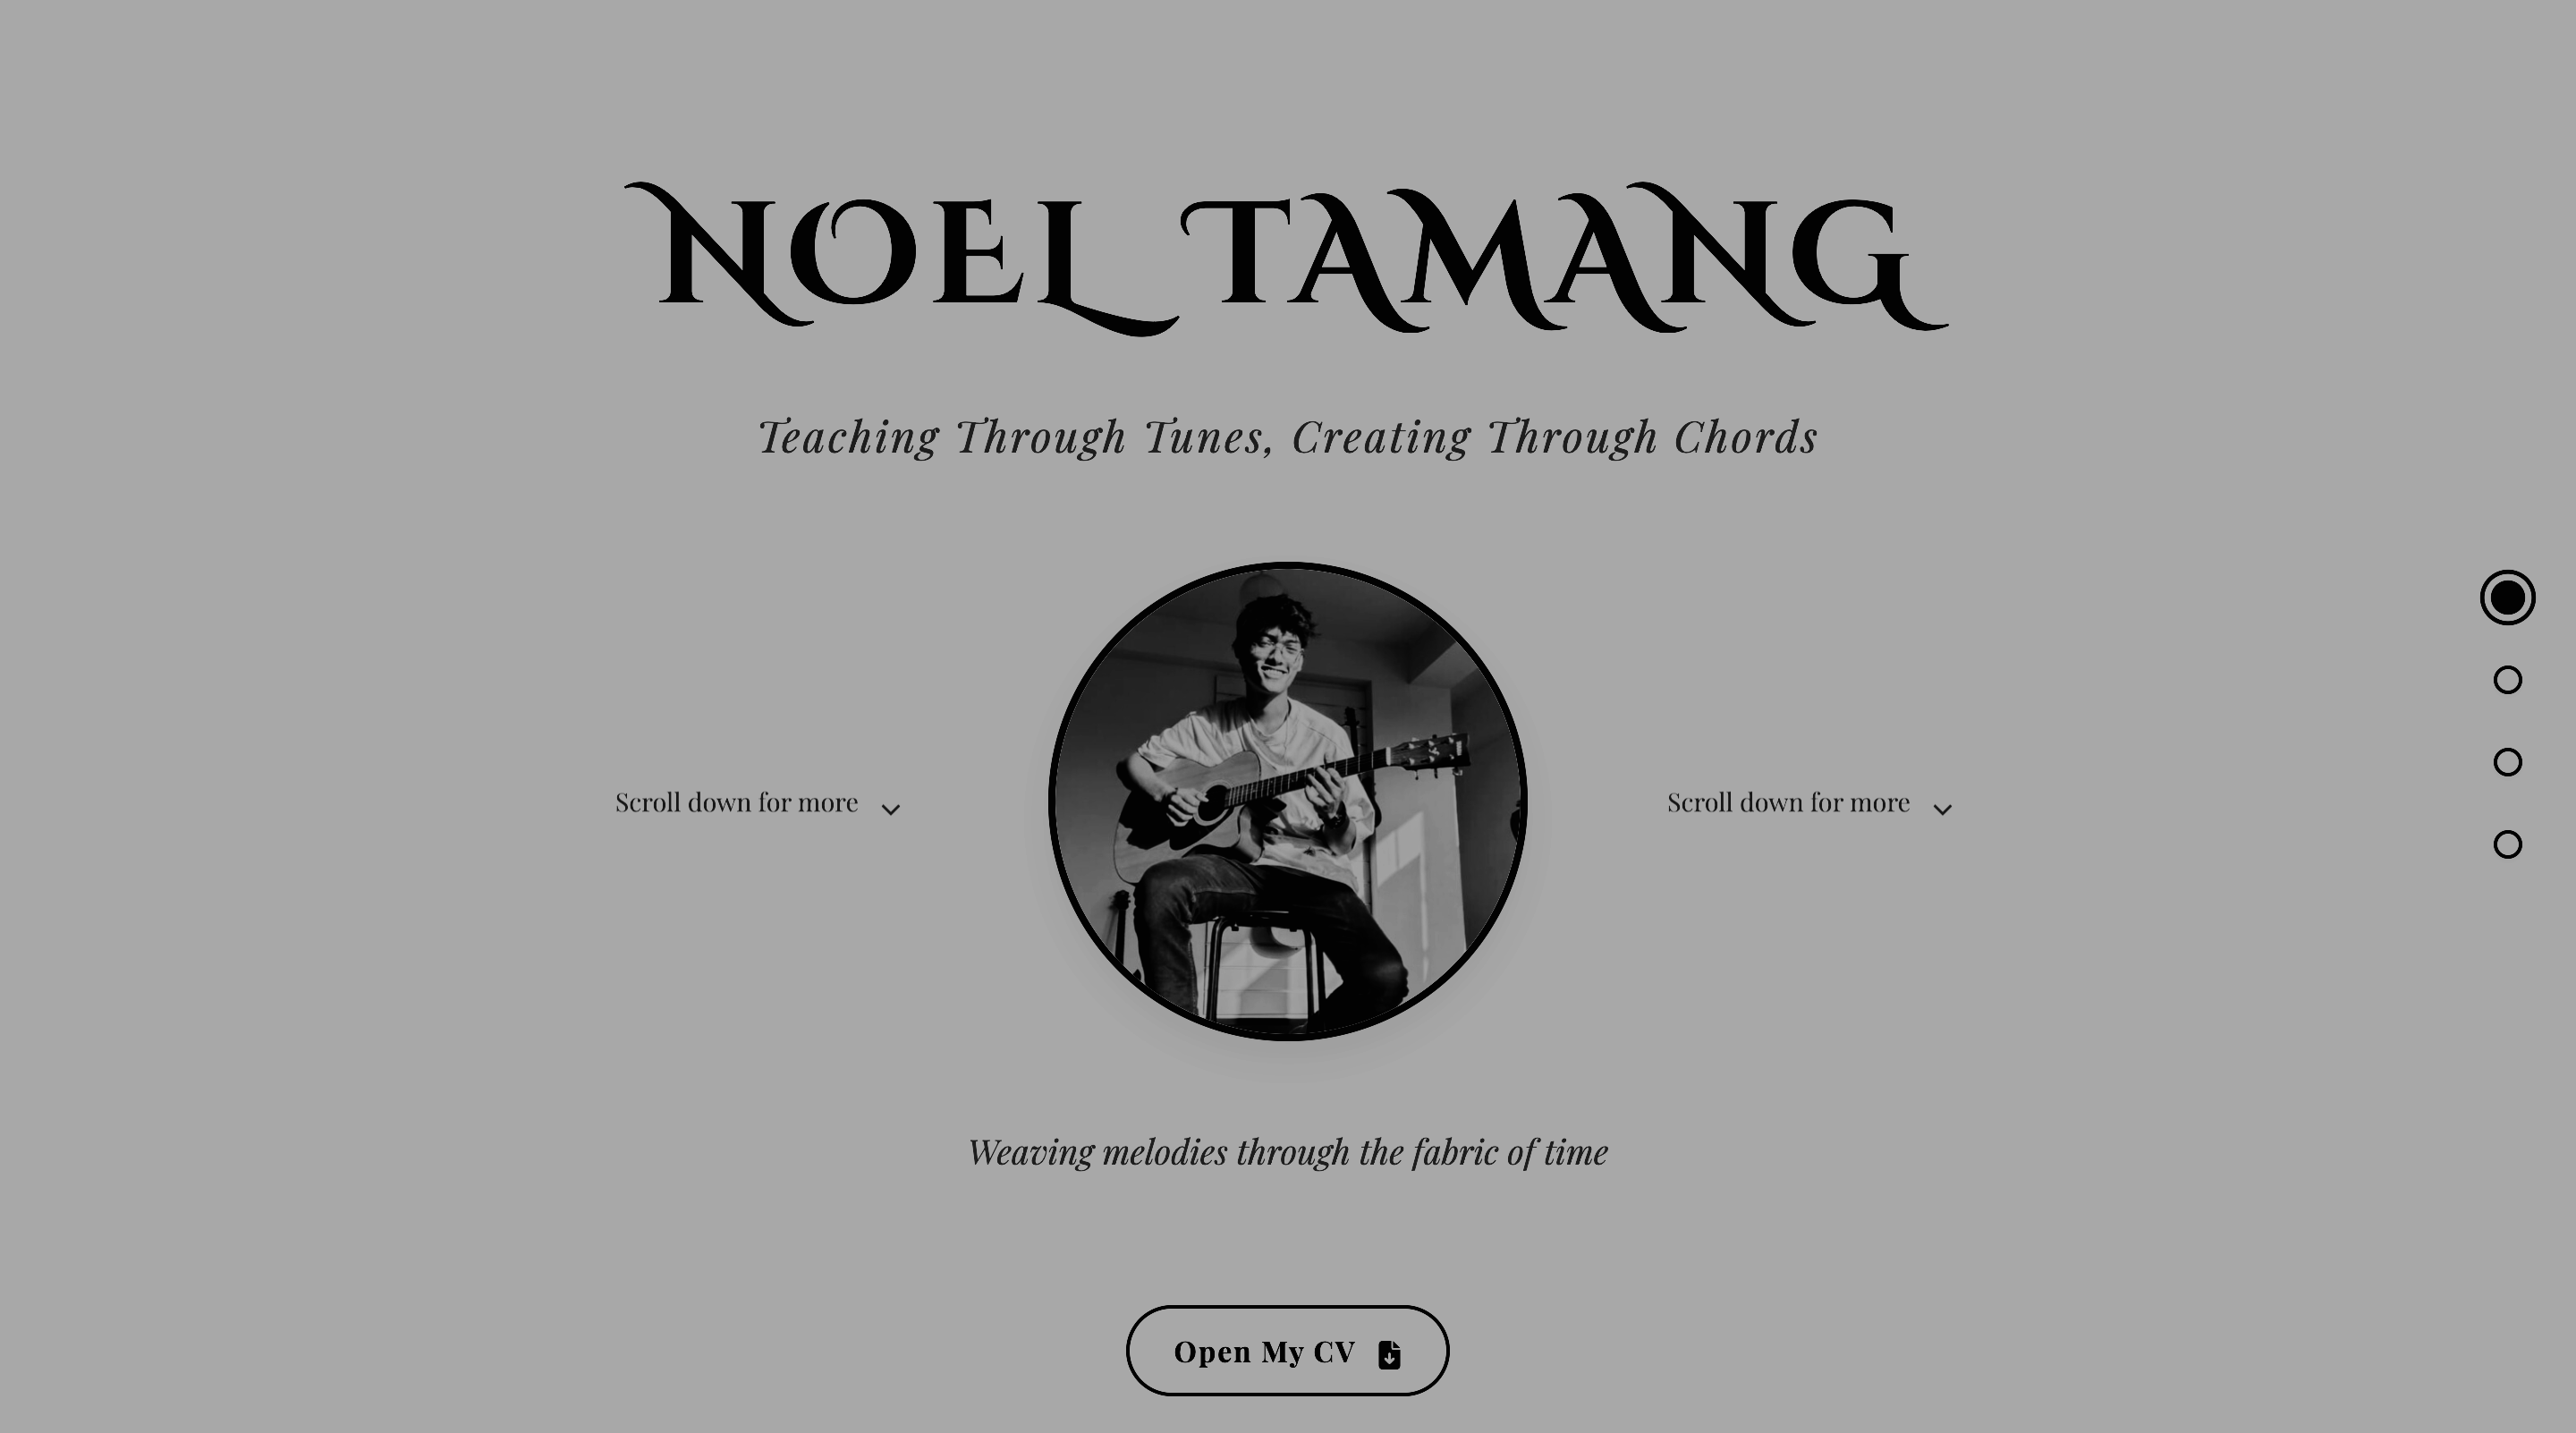 NOEL TAMANG
Teaching Through Tunes, Creating Through Chords
Scroll down for more
Scroll down for more
Weaving melodies through the fabric of time
Open My CV